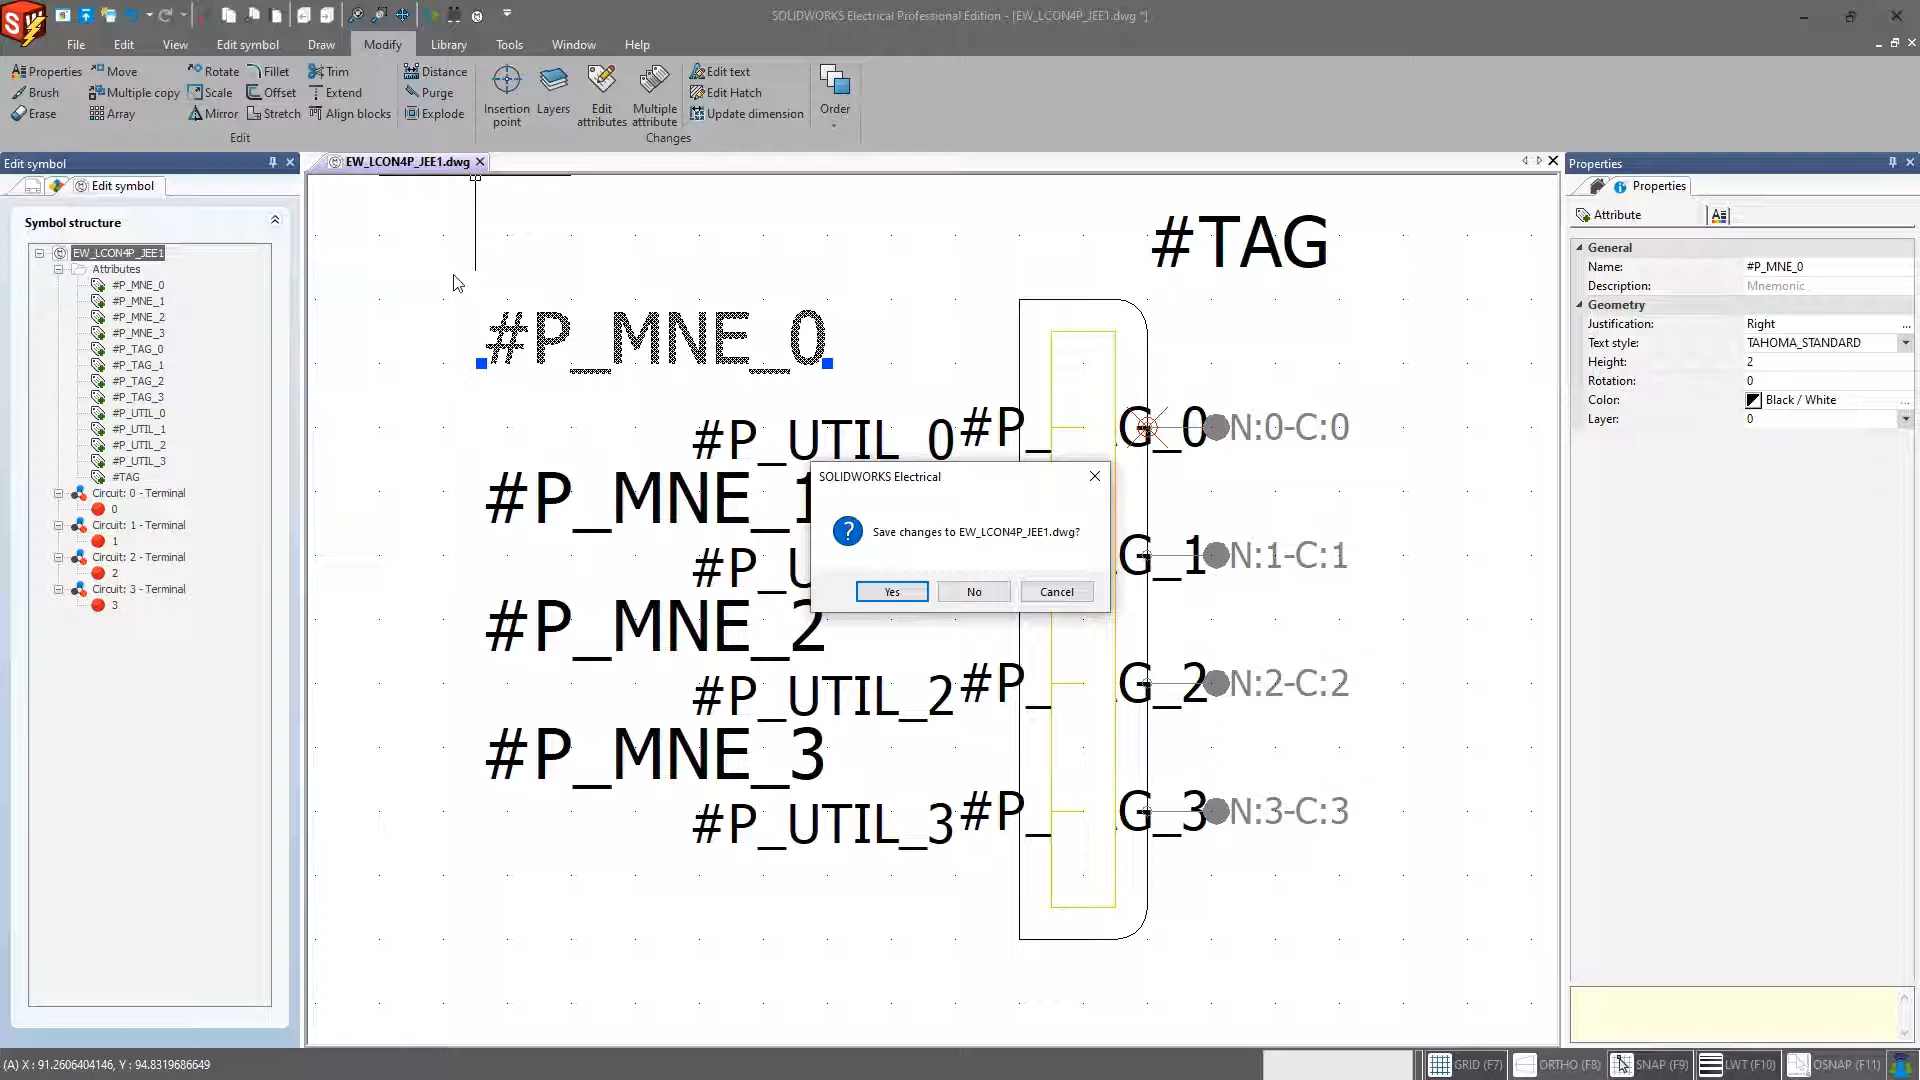 SOLIDWORKS Electrical Professional Edition - [EW_LCON4P_JEE1.dwg *]
File Edit View Edit symbol Draw Modify Library Tools Window Help
Properties Move Rotate Fillet Trim Distance
Brush Multiple copy Scale Offset Extend Purge
Erase Array Mirror Stretch Align blocks Explode
Insertion point
Layers
Edit attributes
Multiple attribute
Edit text
Edit Hatch
Update dimension
Order
Edit
Changes
Edit symbol
Edit symbol
Symbol structure
EW_LCON4P_JEE1
Attributes
#P_MNE_0
#P_MNE_1
#P_MNE_2
#P_MNE_3
#P_TAG_0
#P_TAG_1
#P_TAG_2
#P_TAG_3
#P_UTIL_0
#P_UTIL_1
#P_UTIL_2
#P_UTIL_3
#TAG
Circuit: 0 - Terminal
0
Circuit: 1 - Terminal
1
Circuit: 2 - Terminal
2
Circuit: 3 - Terminal
3
EW_LCON4P_JEE1.dwg
#TAG
#P_MNE_0
#P_UTIL_0 #P_ AG_0 N:0-C:0
#P_MNE_1
#P_U G_1 N:1-C:1
#P_MNE_2
#P_UTIL_2 #P_ AG_2 N:2-C:2
#P_MNE_3
#P_UTIL_3 #P_ AG_3 N:3-C:3
SOLIDWORKS Electrical
Save changes to EW_LCON4P_JEE1.dwg?
Yes No Cancel
Properties
Properties
Attribute
General
Name: #P_MNE_0
Description: Mnemonic
Geometry
Justification: Right ...
Text style: TAHOMA_STANDARD
Height: 2
Rotation: 0
Color: Black / White ...
Layer: 0
(A) X : 91.2606404146, Y : 94.8319686649
GRID (F7) ORTHO (F8) SNAP (F9) LWT (F10) OSNAP (F11)